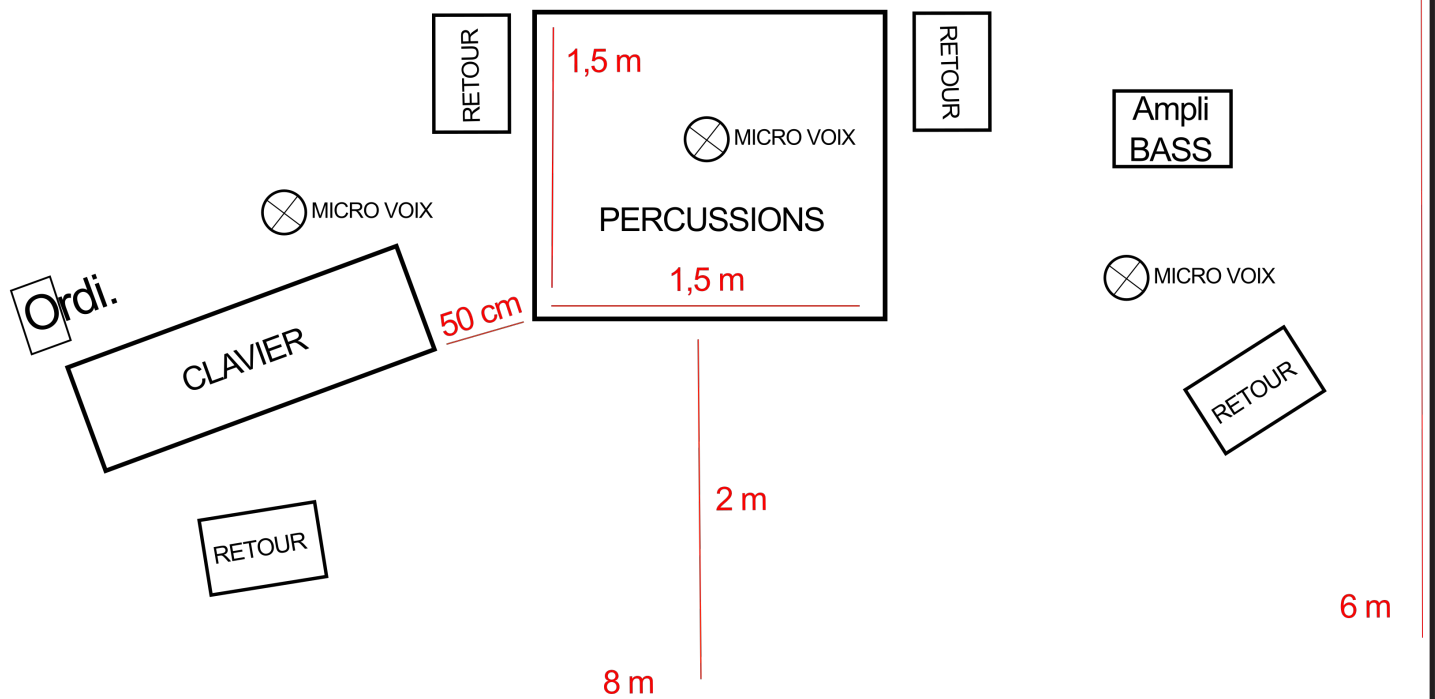 RETOUR
1,5 m
RETOUR
Ampli
BASS
MICRO VOIX
MICRO VOIX
PERCUSSIONS
1,5 m
MICRO VOIX
Ordi.
50 cm
CLAVIER
RETOUR
2 m
RETOUR
6 m
8 m